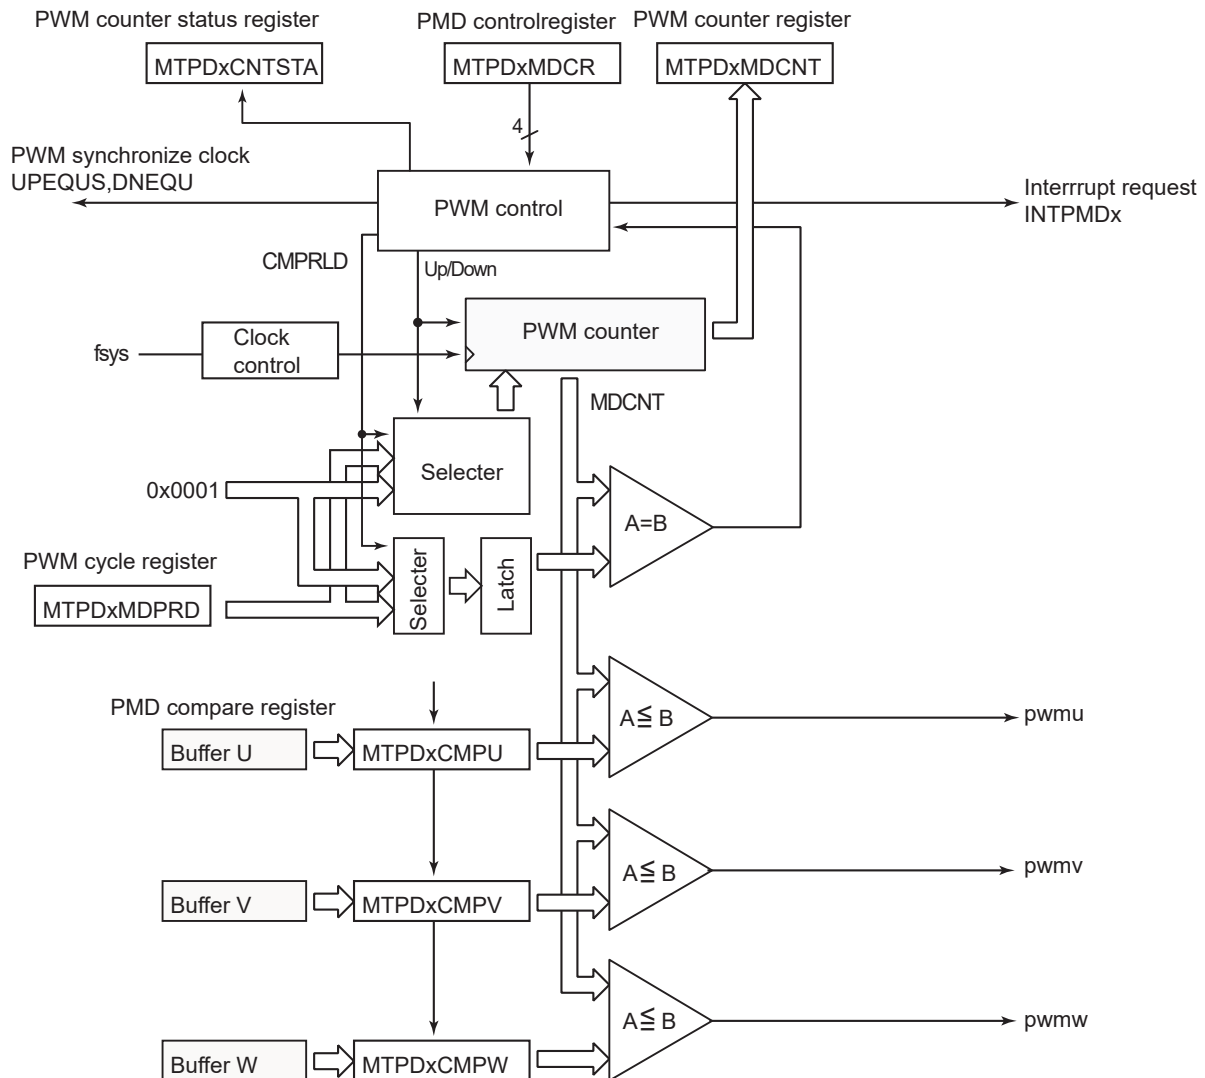 PWM counter status register
PMD controlregister
PWM counter register
MTPDxCNTSTA
MTPDxMDCR
MTPDxMDCNT
4
PWM synchronize clock
UPEQUS,DNEQU
PWM control
Interrrupt request
INTPMDx
CMPRLD
Up/Down
fsys
Clock
control
PWM counter
MDCNT
Selecter
0x0001
A=B
PWM cycle register
MTPDxMDPRD
Selecter
Latch
PMD compare register
Buffer U
MTPDxCMPU
A≦ B
pwmu
Buffer V
MTPDxCMPV
A≦ B
pwmv
Buffer W
MTPDxCMPW
A≦ B
pwmw